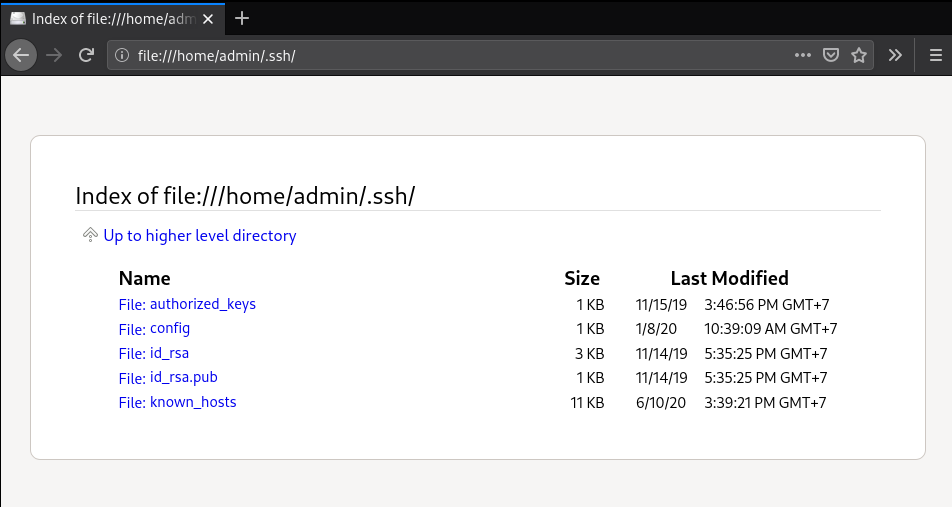 Index of file:///home/adm
file:///home/admin/.ssh/
Index of file:///home/admin/.ssh/
Up to higher level directory
Name Size Last Modified
File: authorized_keys 1 KB 11/15/19 3:46:56 PM GMT+7
File: config 1 KB 1/8/20 10:39:09 AM GMT+7
File: id_rsa 3 KB 11/14/19 5:35:25 PM GMT+7
File: id_rsa.pub 1 KB 11/14/19 5:35:25 PM GMT+7
File: known_hosts 11 KB 6/10/20 3:39:21 PM GMT+7